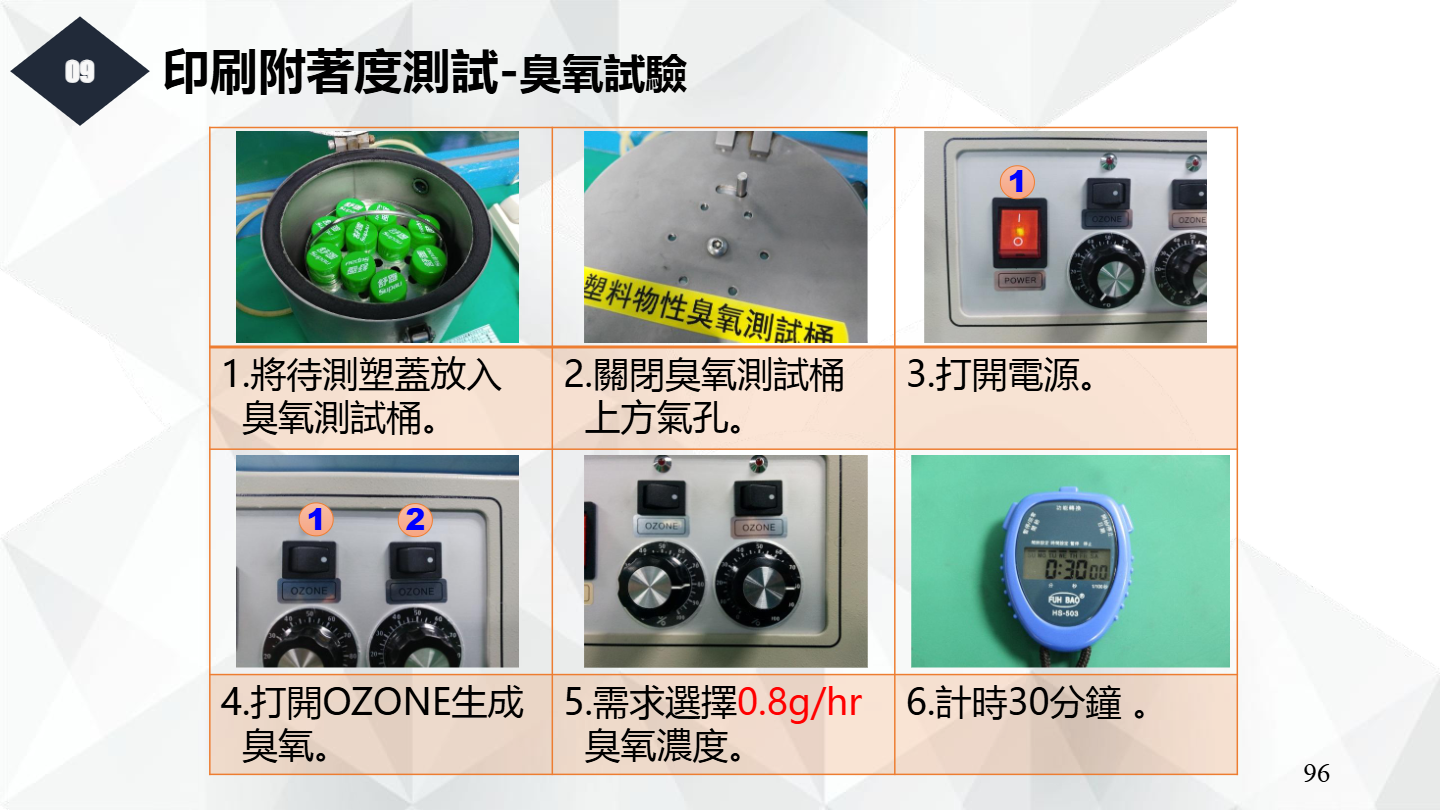 09
印刷附著度測試-臭氧試驗
塑料物性臭氧測試桶
1
OZONE
OZONE
POWER
1.將待測塑蓋放入
臭氧測試桶。
2.關閉臭氧測試桶
上方氣孔。
3.打開電源。
1
2
OZONE
OZONE
OZONE
OZONE
功能轉換
0:30 00
FUH BAO
HS-503
4.打開OZONE生成
臭氧。
5.需求選擇0.8g/hr
臭氧濃度。
6.計時30分鐘 。
96